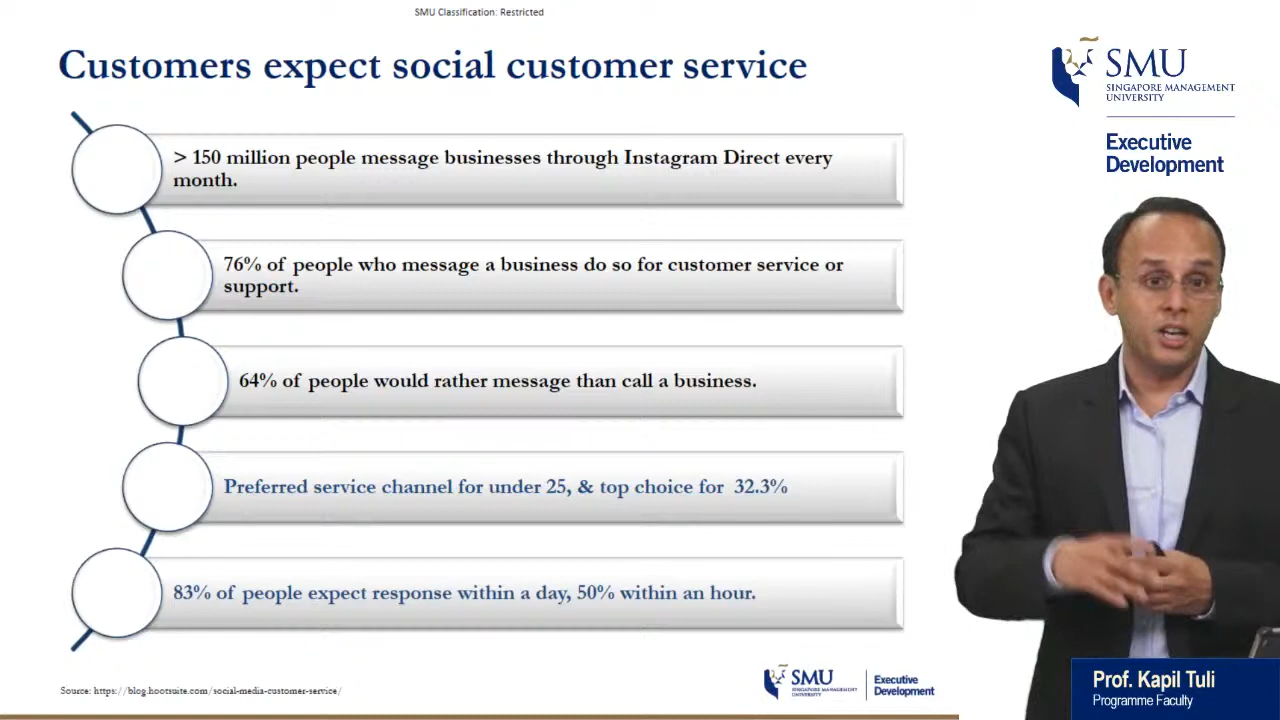 SMU Classification: Restricted
Customers expect social customer service
SMU
SINGAPORE MANAGEMENT
UNIVERSITY
Executive
Development
> 150 million people message businesses through Instagram Direct every
month.
76% of people who message a business do so for customer service or
support.
64% of people would rather message than call a business.
Preferred service channel for under 25, & top choice for 32.3%
83% of people expect response within a day, 50% within an hour.
Source: https://blog.hootsuite.com/social-media-customer-service/
SMU
SINGAPORE MANAGEMENT
UNIVERSITY
Executive
Development
Prof. Kapil Tuli
Programme Faculty